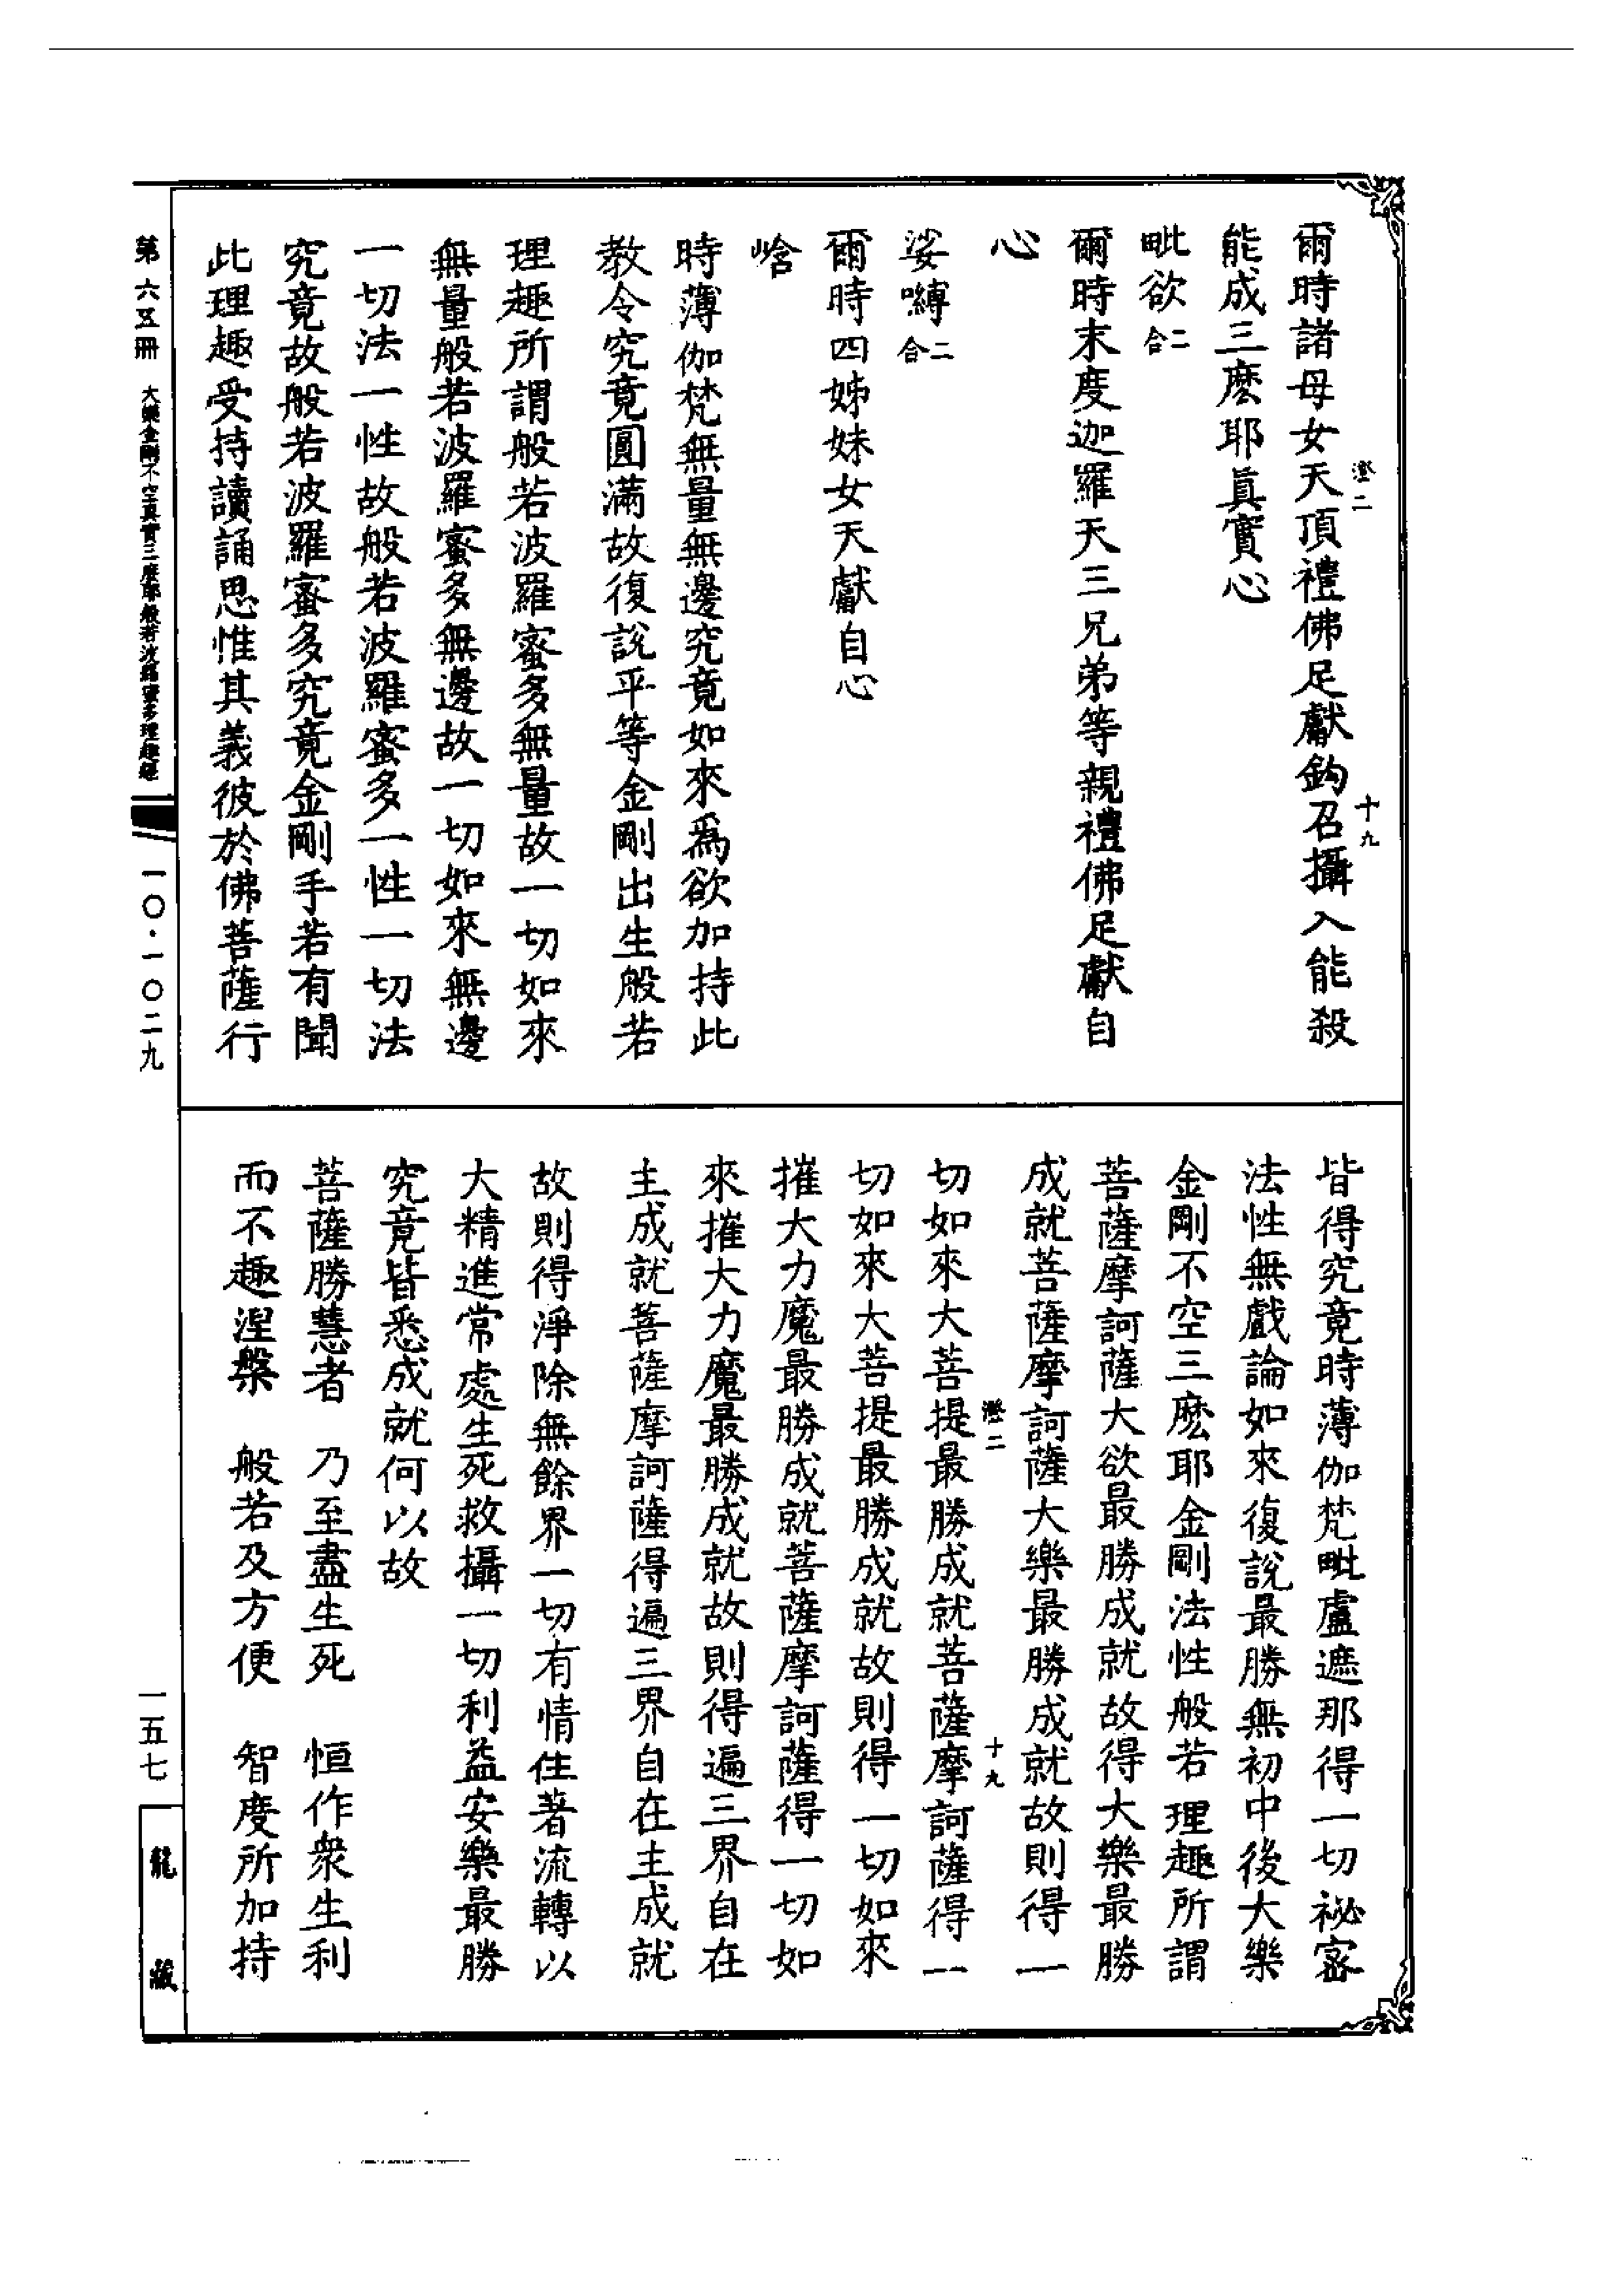 爾時諸母女天頂禮佛足獻鈎召攝入能殺
能成三麼耶真實心
毗欲二合
爾時末度迦羅天三兄弟等親禮佛足獻自
心
娑嚩二合
爾時四姊妹女天獻自心
唅
時薄伽梵無量無邊究竟如來爲欲加持此
教令究竟圓滿故復說平等金剛出生般若
理趣所謂般若波羅蜜多無量故一切如來
無量般若波羅蜜多無邊故一切如來無邊
一切法一性故般若波羅蜜多一性一切法
究竟故般若波羅蜜多究竟金剛手若有聞
此理趣受持讀誦思惟其義彼於佛菩薩行
皆得究竟時薄伽梵毗盧遮那得一切祕密
法性無戲論如來復說最勝無初中後大樂
金剛不空三麼耶金剛法性般若理趣所謂
菩薩摩訶薩大欲最勝成就故得大樂最勝
成就菩薩摩訶薩大樂最勝成就故則得一
切如來大菩提最勝成就菩薩摩訶薩得一
切如來大菩提最勝成就故則得一切如來
摧大力魔最勝成就菩薩摩訶薩得一切如
來摧大力魔最勝成就故則得遍三界自在
主成就菩薩摩訶薩得遍三界自在主成就
故則得淨除無餘界一切有情住著流轉以
大精進常處生死救攝一切利益安樂最勝
究竟皆悉成就何以故
菩薩勝慧者　乃至盡生死　恒作衆生利
而不趣涅槃　般若及方便　智度所加持
澄二
十九
澄二
十九
第六五冊　大樂金剛不空真實三麼耶般若波羅蜜多理趣經
一〇·一〇二九
一五七
龍藏